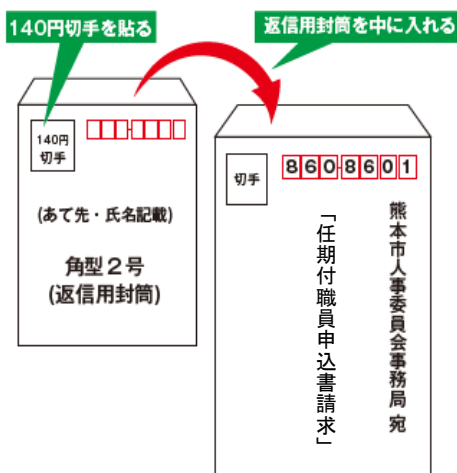 140円切手を貼る
返信用封筒を中に入れる
140円
切手
(あて先・氏名記載)
角型2号
(返信用封筒)
切手
860-8601
熊本市人事委員会事務局 宛
「任期付職員申込書請求」